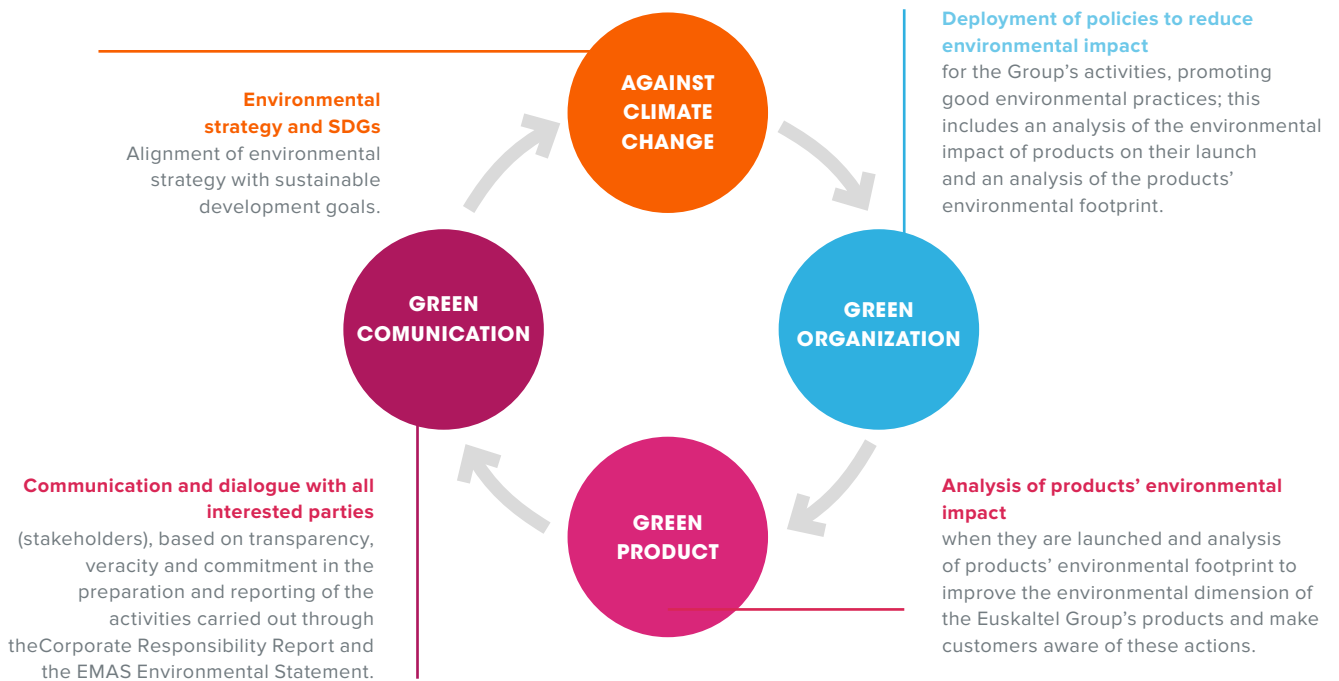 AGAINST
CLIMATE
CHANGE
Environmental
strategy and SDGs
Alignment of environmental
strategy with sustainable
development goals.
Deployment of policies to reduce
environmental impact
for the Group's activities, promoting
good environmental practices; this
includes an analysis of the environmental
impact of products on their launch
and an analysis of the products'
environmental footprint.
GREEN
COMUNICATION
GREEN
ORGANIZATION
Communication and dialogue with all
interested parties
(stakeholders), based on transparency,
veracity and commitment in the
preparation and reporting of the
activities carried out through
theCorporate Responsibility Report and
the EMAS Environmental Statement.
GREEN
PRODUCT
Analysis of products' environmental
impact
when they are launched and analysis
of products' environmental footprint to
improve the environmental dimension of
the Euskaltel Group's products and make
customers aware of these actions.